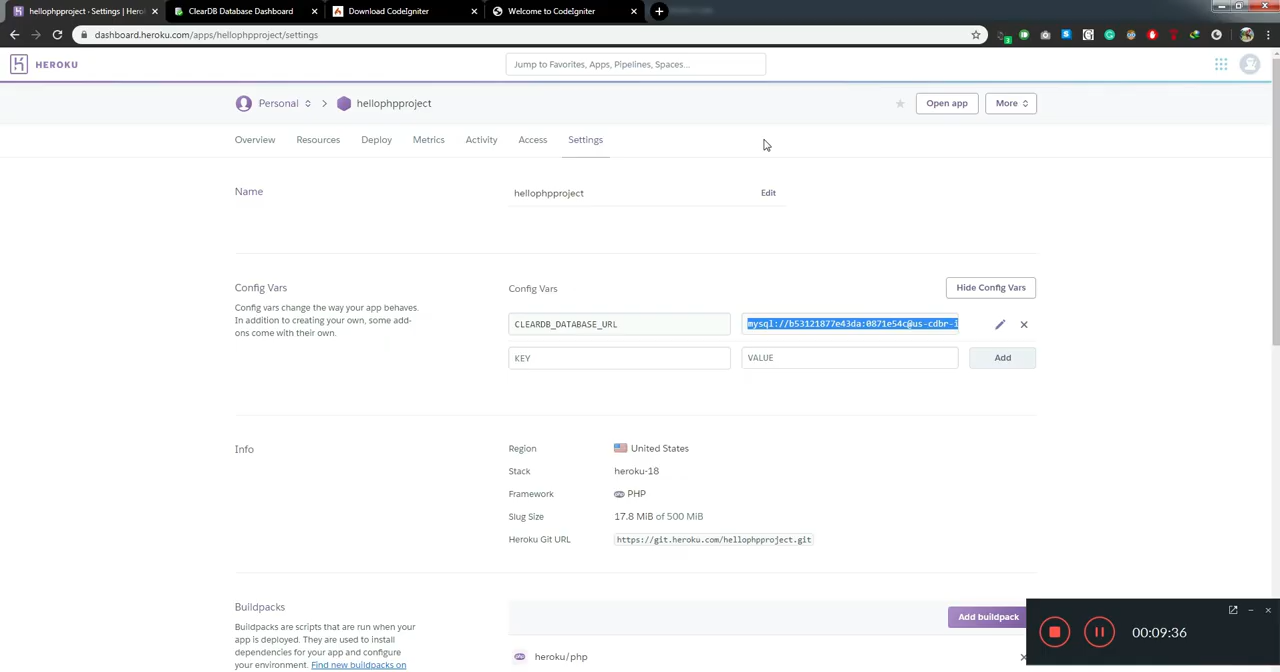 hellophpproject › Settings | Hero
ClearDB Database Dashboard
Download CodeIgniter
Welcome to CodeIgniter
dashboard.heroku.com/apps/hellophpproject/settings
HEROKU
Jump to Favorites, Apps, Pipelines, Spaces...
Personal
hellophpproject
Open app
More
Overview
Resources
Deploy
Metrics
Activity
Access
Settings
Name
hellophpproject
Edit
Config Vars
Config vars change the way your app behaves.
In addition to creating your own, some add-
ons come with their own.
Config Vars
Hide Config Vars
CLEARDB_DATABASE_URL
mysql://b53121877e43da:0871e54c@us-cdbr-i
KEY
VALUE
Add
Info
Region
United States
Stack
heroku-18
Framework
PHP
Slug Size
17.8 MiB of 500 MiB
Heroku Git URL
https://git.heroku.com/hellophpproject.git
Buildpacks
Buildpacks are scripts that are run when your
app is deployed. They are used to install
dependencies for your app and configure
your environment. Find new buildpacks on
Add buildpack
heroku/php
00:09:36